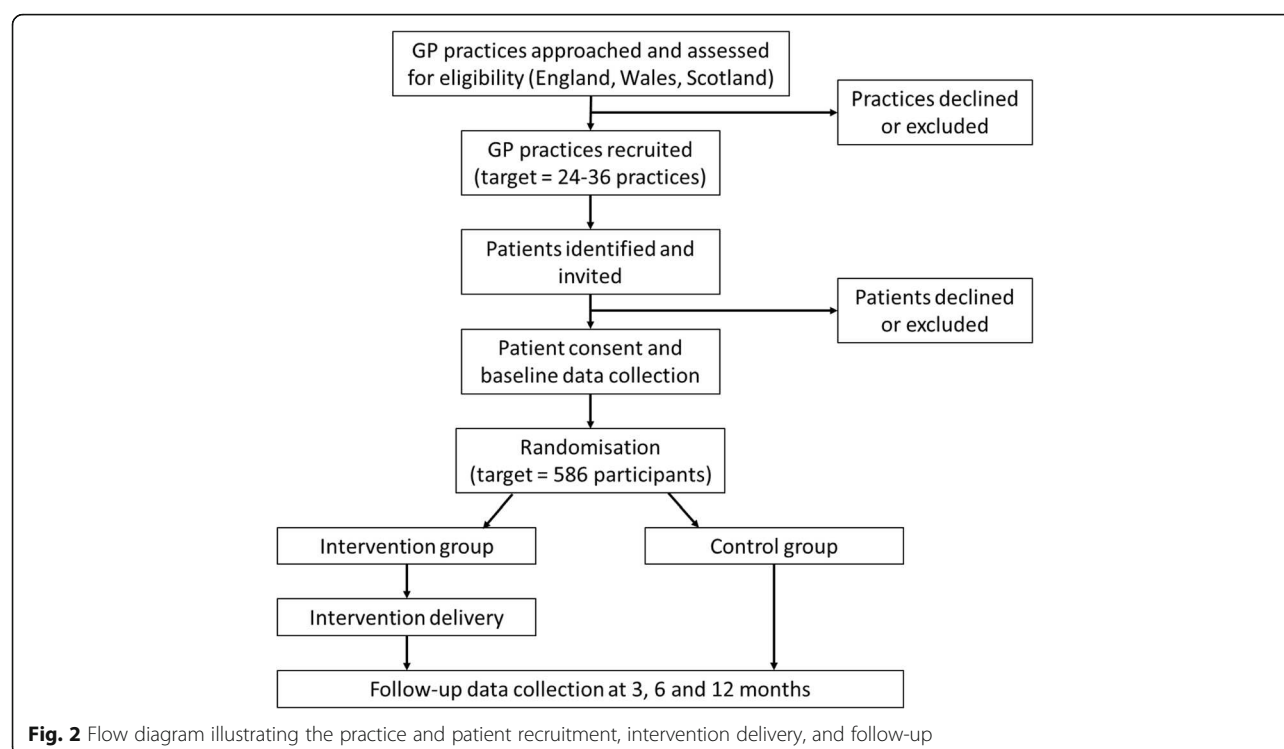 GP practices approached and assessed
for eligibility (England, Wales, Scotland)
Practices declined
or excluded
GP practices recruited
(target = 24-36 practices)
Patients identified and
invited
Patients declined
or excluded
Patient consent and
baseline data collection
Randomisation
(target = 586 participants)
Intervention group
Control group
Intervention delivery
Follow-up data collection at 3, 6 and 12 months
Fig. 2 Flow diagram illustrating the practice and patient recruitment, intervention delivery, and follow-up